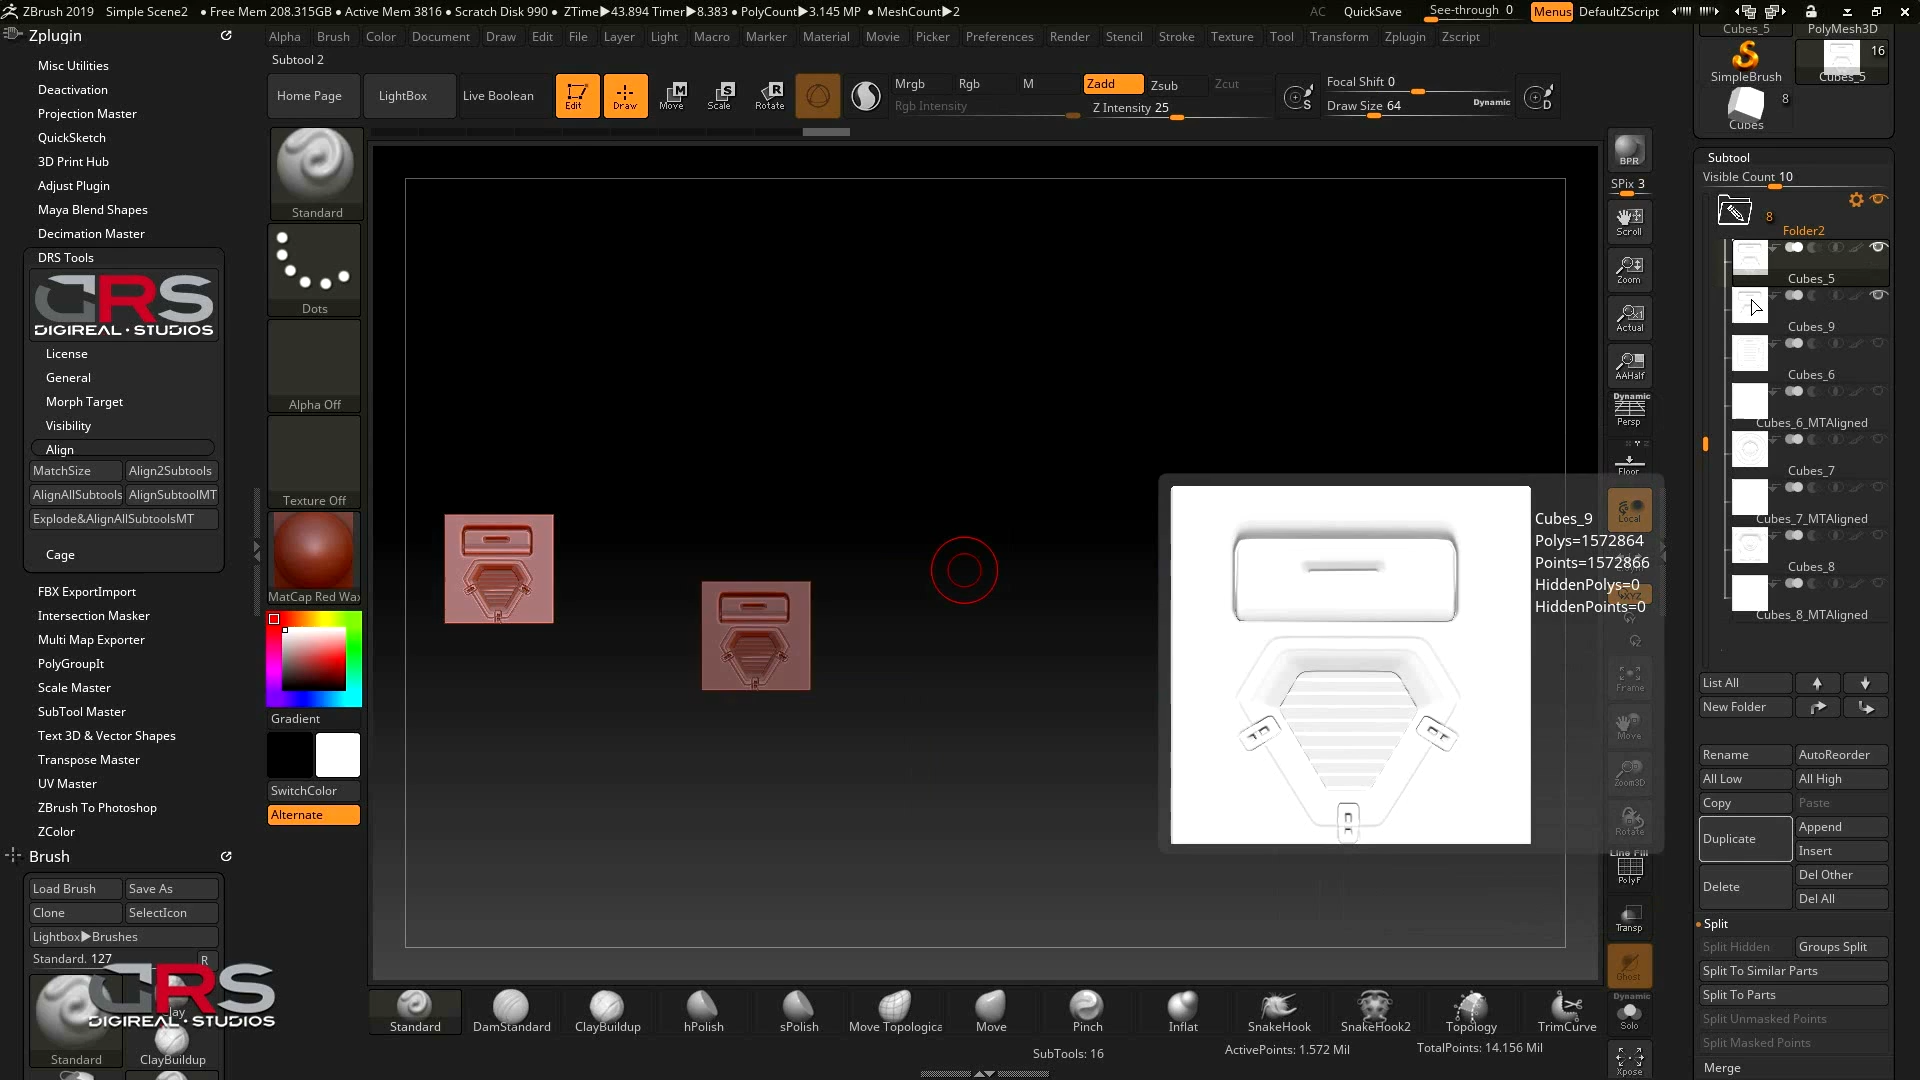 ZBrush 2019 Simple Scene2 ● Free Mem 208.315GB ● Active Mem 3816 ● Scratch Disk 990 ● ZTime▶43.894 Timer▶8.383 ● PolyCount▶3.145 MP ● MeshCount▶2 AC QuickSave See-through 0 Menus DefaultZScript
Zplugin
Misc Utilities
Deactivation
Projection Master
QuickSketch
3D Print Hub
Adjust Plugin
Maya Blend Shapes
Decimation Master
DRS Tools
DRS
DIGIREAL·STUDIOS
License
General
Morph Target
Visibility
Align
MatchSize Align2Subtools
AlignAllSubtools AlignSubtoolMT
Explode&AlignAllSubtoolsMT
Cage
FBX ExportImport
Intersection Masker
Multi Map Exporter
PolyGroupIt
Scale Master
SubTool Master
Text 3D & Vector Shapes
Transpose Master
UV Master
ZBrush To Photoshop
ZColor
Brush
Load Brush Save As
Clone SelectIcon
Lightbox▶Brushes
Standard. 127 R
DRS
DIGIREAL·STUDIOS
Standard ClayBuildup
Alpha Brush Color Document Draw Edit File Layer Light Macro Marker Material Movie Picker Preferences Render Stencil Stroke Texture Tool Transform Zplugin Zscript
Subtool 2
Home Page LightBox Live Boolean Edit Draw Move Scale Rotate
Mrgb Rgb M Zadd Zsub Zcut
Rgb Intensity Z Intensity 25
Focal Shift 0
Draw Size 64 Dynamic
S D
Standard
Dots
Alpha Off
Texture Off
MatCap Red Wax
Gradient
SwitchColor
Alternate
Cubes_9
Polys=1572864
Points=1572866
HiddenPolys=0
HiddenPoints=0
BPR
SPix 3
Scroll
Zoom
Actual
AAHalf
Dynamic
Persp
Floor
Local
XYZ
Frame
Move
Zoom3D
Rotate
Line Fill
PolyF
Transp
Ghost
Dynamic
Solo
Xpose
Cubes_5 PolyMesh3D
16
SimpleBrush Cubes_5
8
Cubes
Subtool
Visible Count 10
8
Folder2
Cubes_5
Cubes_9
Cubes_6
Cubes_6_MTAligned
Cubes_7
Cubes_7_MTAligned
Cubes_8
Cubes_8_MTAligned
List All
New Folder
Rename AutoReorder
All Low All High
Copy Paste
Duplicate Append
Insert
Delete Del Other
Del All
Split
Split Hidden Groups Split
Split To Similar Parts
Split To Parts
Split Unmasked Points
Split Masked Points
Merge
Standard DamStandard ClayBuildup hPolish sPolish Move Topologica Move Pinch Inflat SnakeHook SnakeHook2 Topology TrimCurve
SubTools: 16 ActivePoints: 1.572 Mil TotalPoints: 14.156 Mil